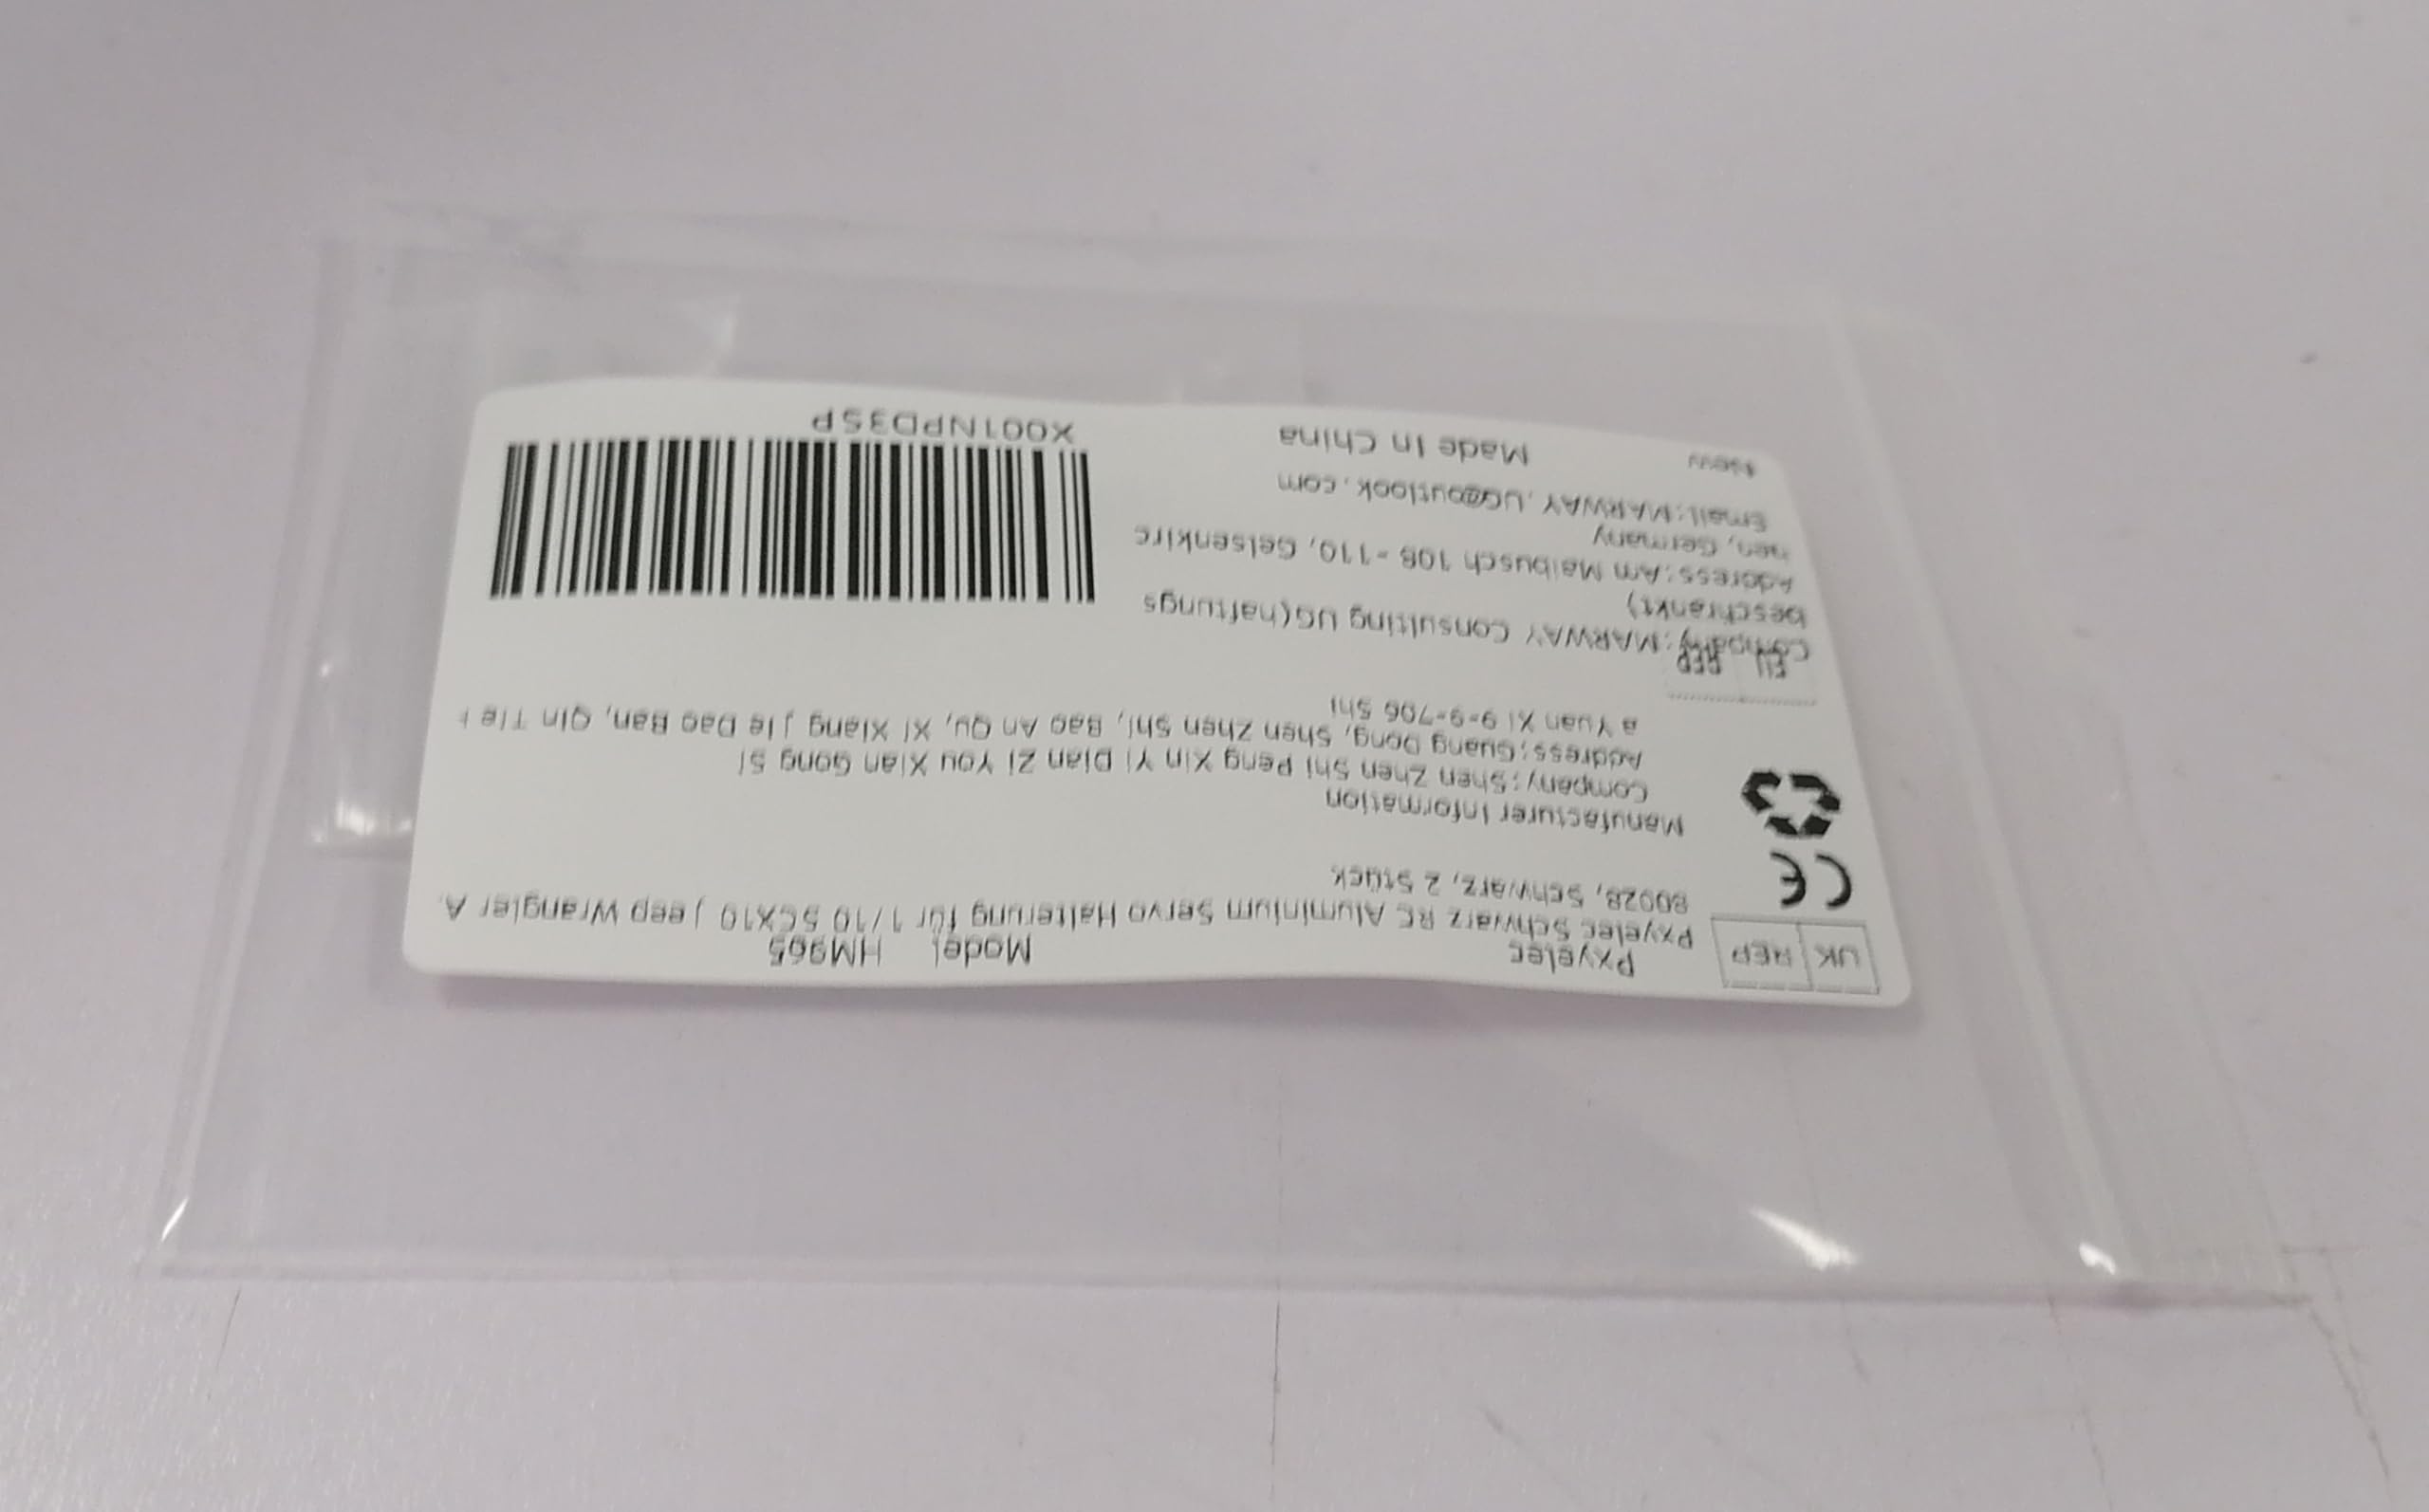 UK REP
Pxyelec Model HM965
Pxyelec Schwarz RC Aluminium Servo Halterung für 1/10 SCX10 Jeep Wrangler A
80028, Schwarz, 2 Stück
CE
Manufacturer Information
Company:Shen Zhen Shi Peng Xin Yi Dian Zi You Xian Gong Si
Address:Guang Dong, Shen Zhen Shi, Bao An Qu, Xi Xiang Jie Dao Ban, Qin Tie
a Yuan Xi 9-9-706 Shi
EU REP
Company:MARWAY Consulting UG(haftungs
beschrankt)
Address:Am Maibusch 108-110, Gelsenkirc
hen, Germany
Email:MARWAY.UG@outlook.com
New Made In China
X001NPD3SP